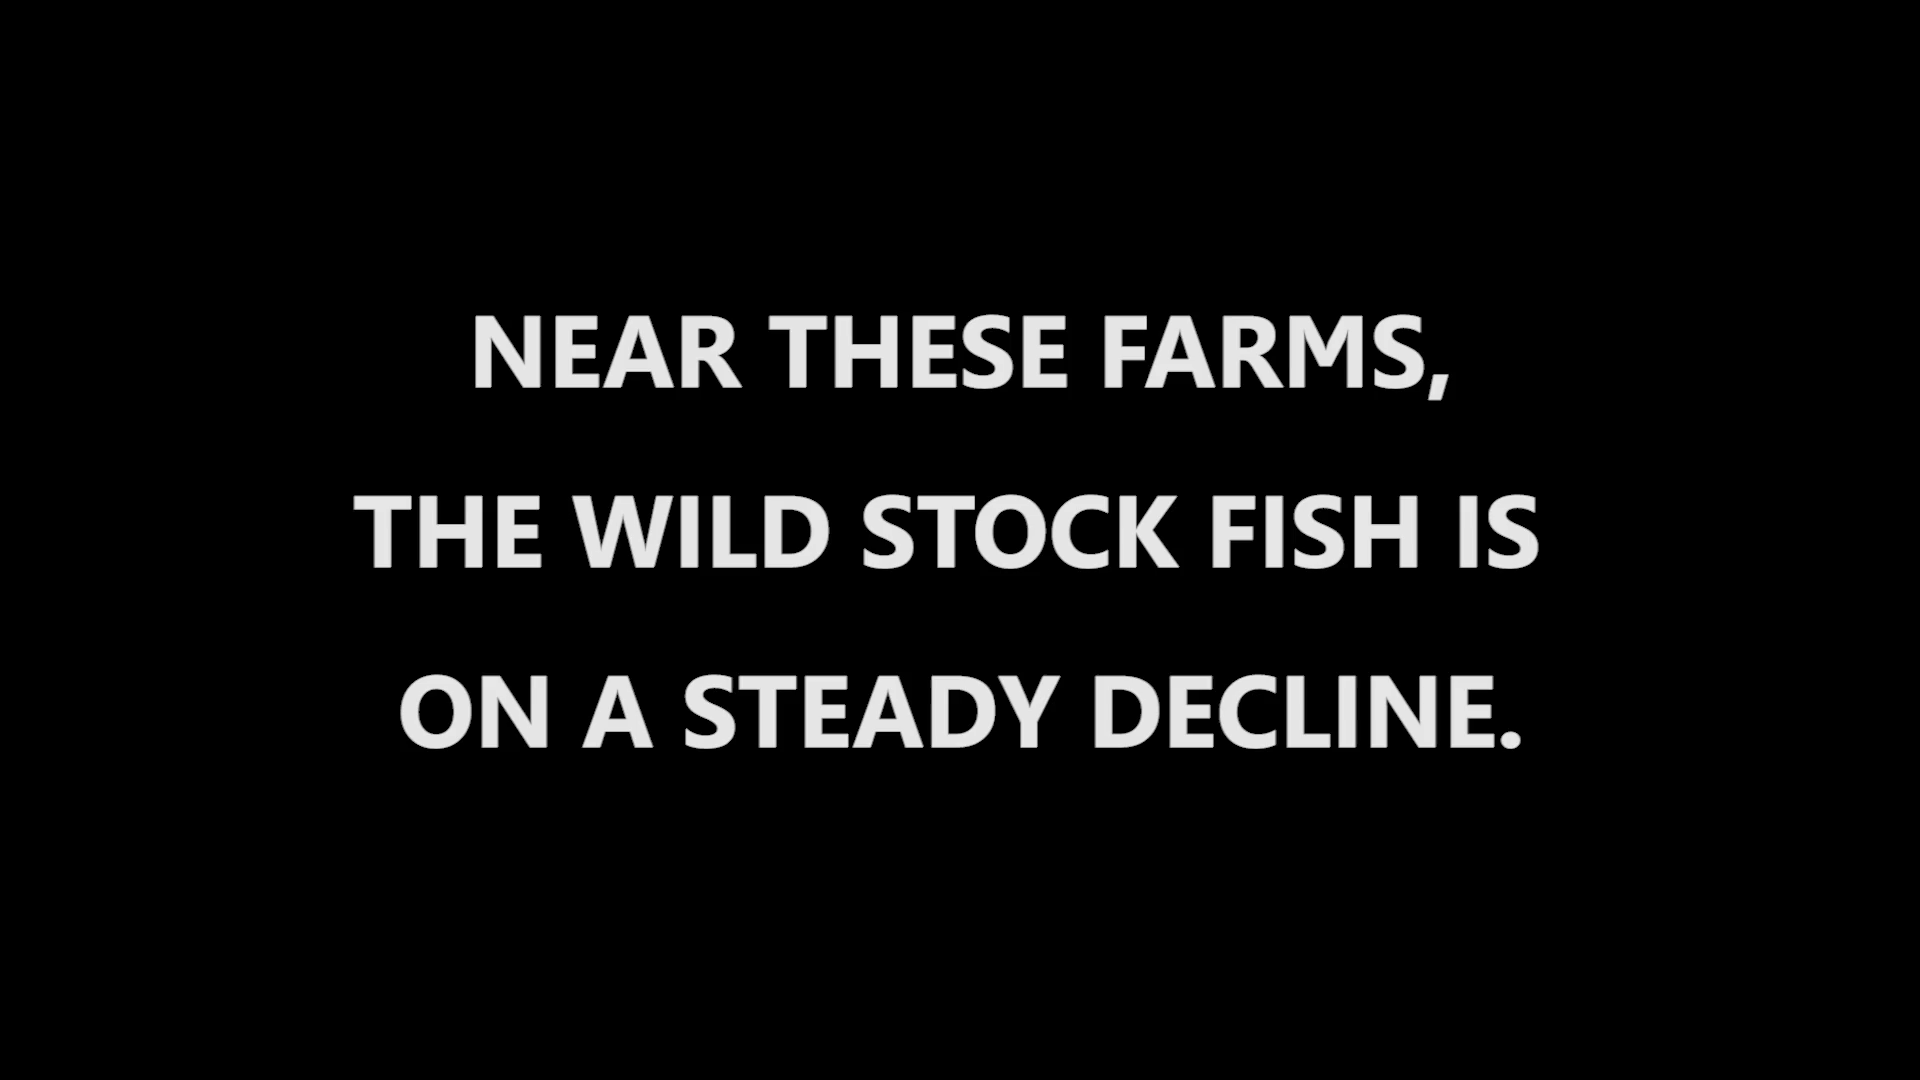 NEAR THESE FARMS,
THE WILD STOCK FISH IS
ON A STEADY DECLINE.